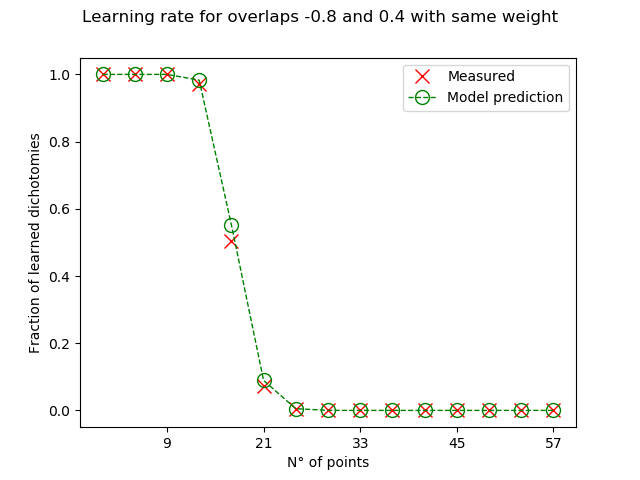 Learning rate for overlaps -0.8 and 0.4 with same weight
Measured
Model prediction
1.0
0.8
0.6
0.4
0.2
0.0
Fraction of learned dichotomies
9 21 33 45 57
N° of points